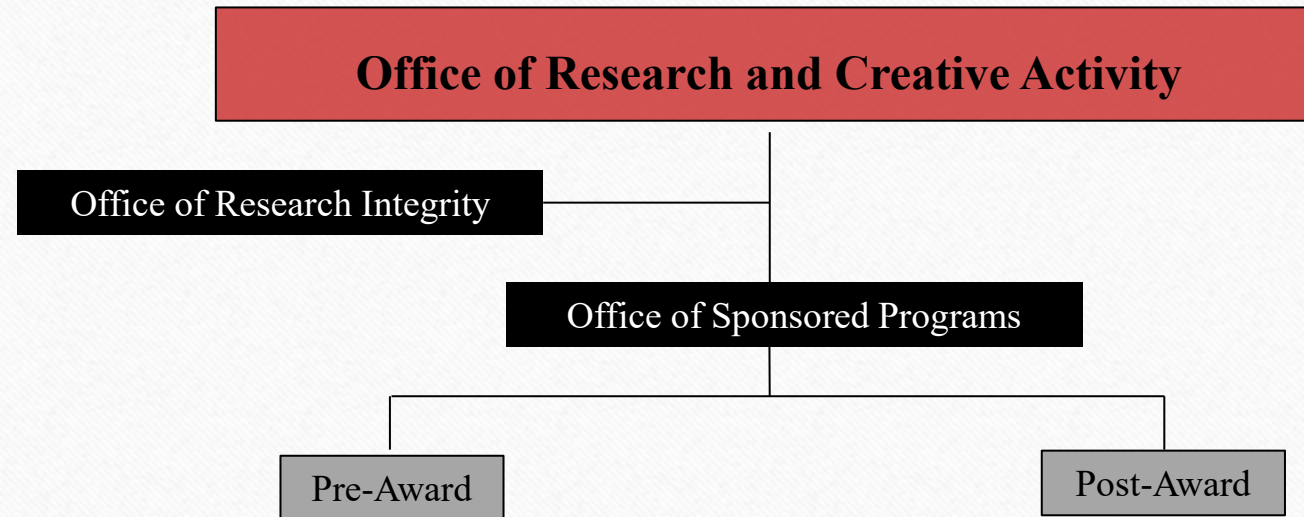 Office of Research and Creative Activity
Office of Research Integrity
Office of Sponsored Programs
Pre-Award
Post-Award